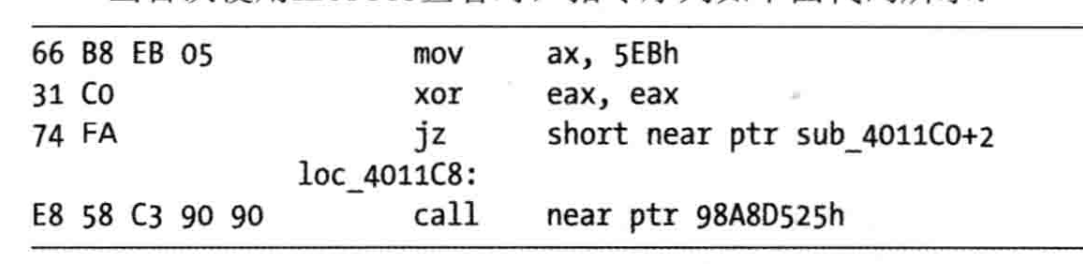 66 B8 EB 05 mov ax, 5EBh
31 C0 xor eax, eax
74 FA jz short near ptr sub_4011C0+2
loc_4011C8:
E8 58 C3 90 90 call near ptr 98A8D525h